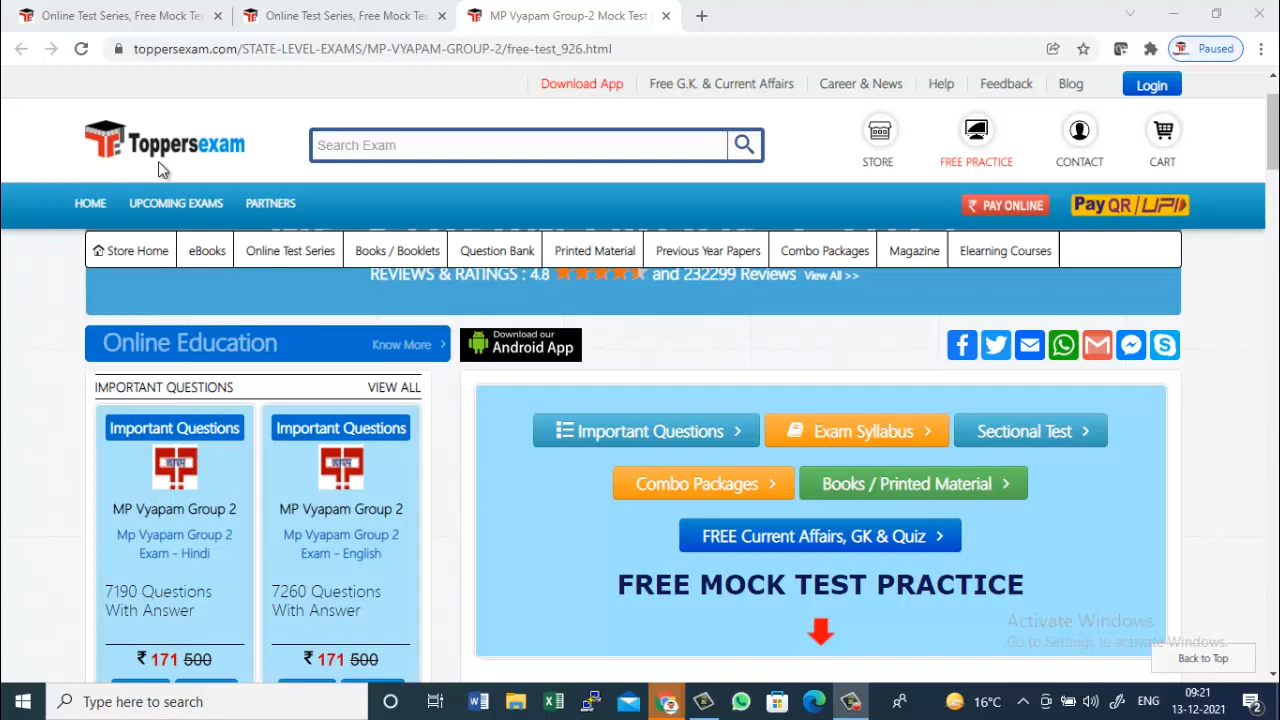 Online Test Series, Free Mock Tes
Online Test Series, Free Mock Tes
MP Vyapam Group-2 Mock Test
toppersexam.com/STATE-LEVEL-EXAMS/MP-VYAPAM-GROUP-2/free-test_926.html
Paused
Download App
Free G.K. & Current Affairs
Career & News
Help
Feedback
Blog
Login
Toppersexam
Search Exam
STORE
FREE PRACTICE
CONTACT
CART
HOME
UPCOMING EXAMS
PARTNERS
₹ PAY ONLINE
Pay QR/UPI
Store Home
eBooks
Online Test Series
Books / Booklets
Question Bank
Printed Material
Previous Year Papers
Combo Packages
Magazine
Elearning Courses
REVIEWS & RATINGS : 4.8 and 232299 Reviews View All >>
Online Education
Know More
Download our
Android App
IMPORTANT QUESTIONS
VIEW ALL
Important Questions
MP Vyapam Group 2
Mp Vyapam Group 2
Exam - Hindi
7190 Questions
With Answer
₹ 171 500
Important Questions
MP Vyapam Group 2
Mp Vyapam Group 2
Exam - English
7260 Questions
With Answer
₹ 171 500
Important Questions
Exam Syllabus
Sectional Test
Combo Packages
Books / Printed Material
FREE Current Affairs, GK & Quiz
FREE MOCK TEST PRACTICE
Activate Windows
Go to Settings to activate Windows.
Back to Top
Type here to search
16°C
ENG
09:21
13-12-2021
2